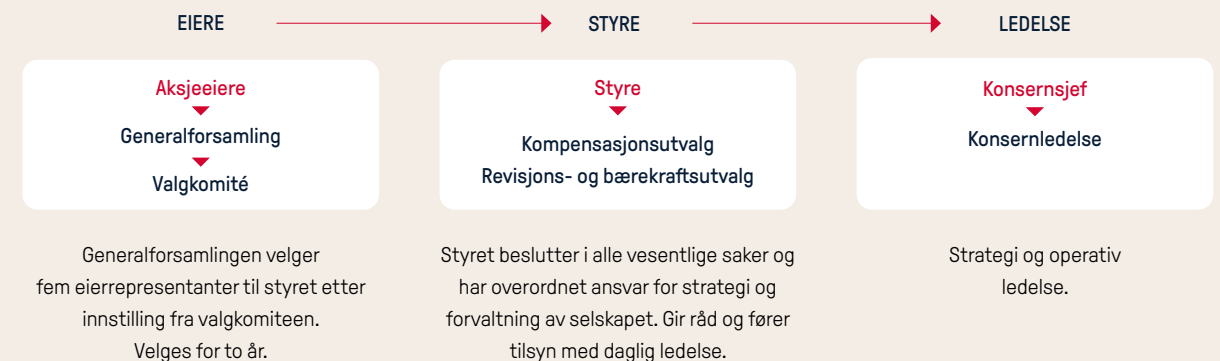 EIERE
STYRE
LEDELSE
Aksjeeiere
Generalforsamling
Valgkomité
Generalforsamlingen velger
fem eierrepresentanter til styret etter
innstilling fra valgkomiteen.
Velges for to år.
Styre
Kompensasjonsutvalg
Revisjons- og bærekraftsutvalg
Styret beslutter i alle vesentlige saker og
har overordnet ansvar for strategi og
forvaltning av selskapet. Gir råd og fører
tilsyn med daglig ledelse.
Konsernsjef
Konsernledelse
Strategi og operativ
ledelse.